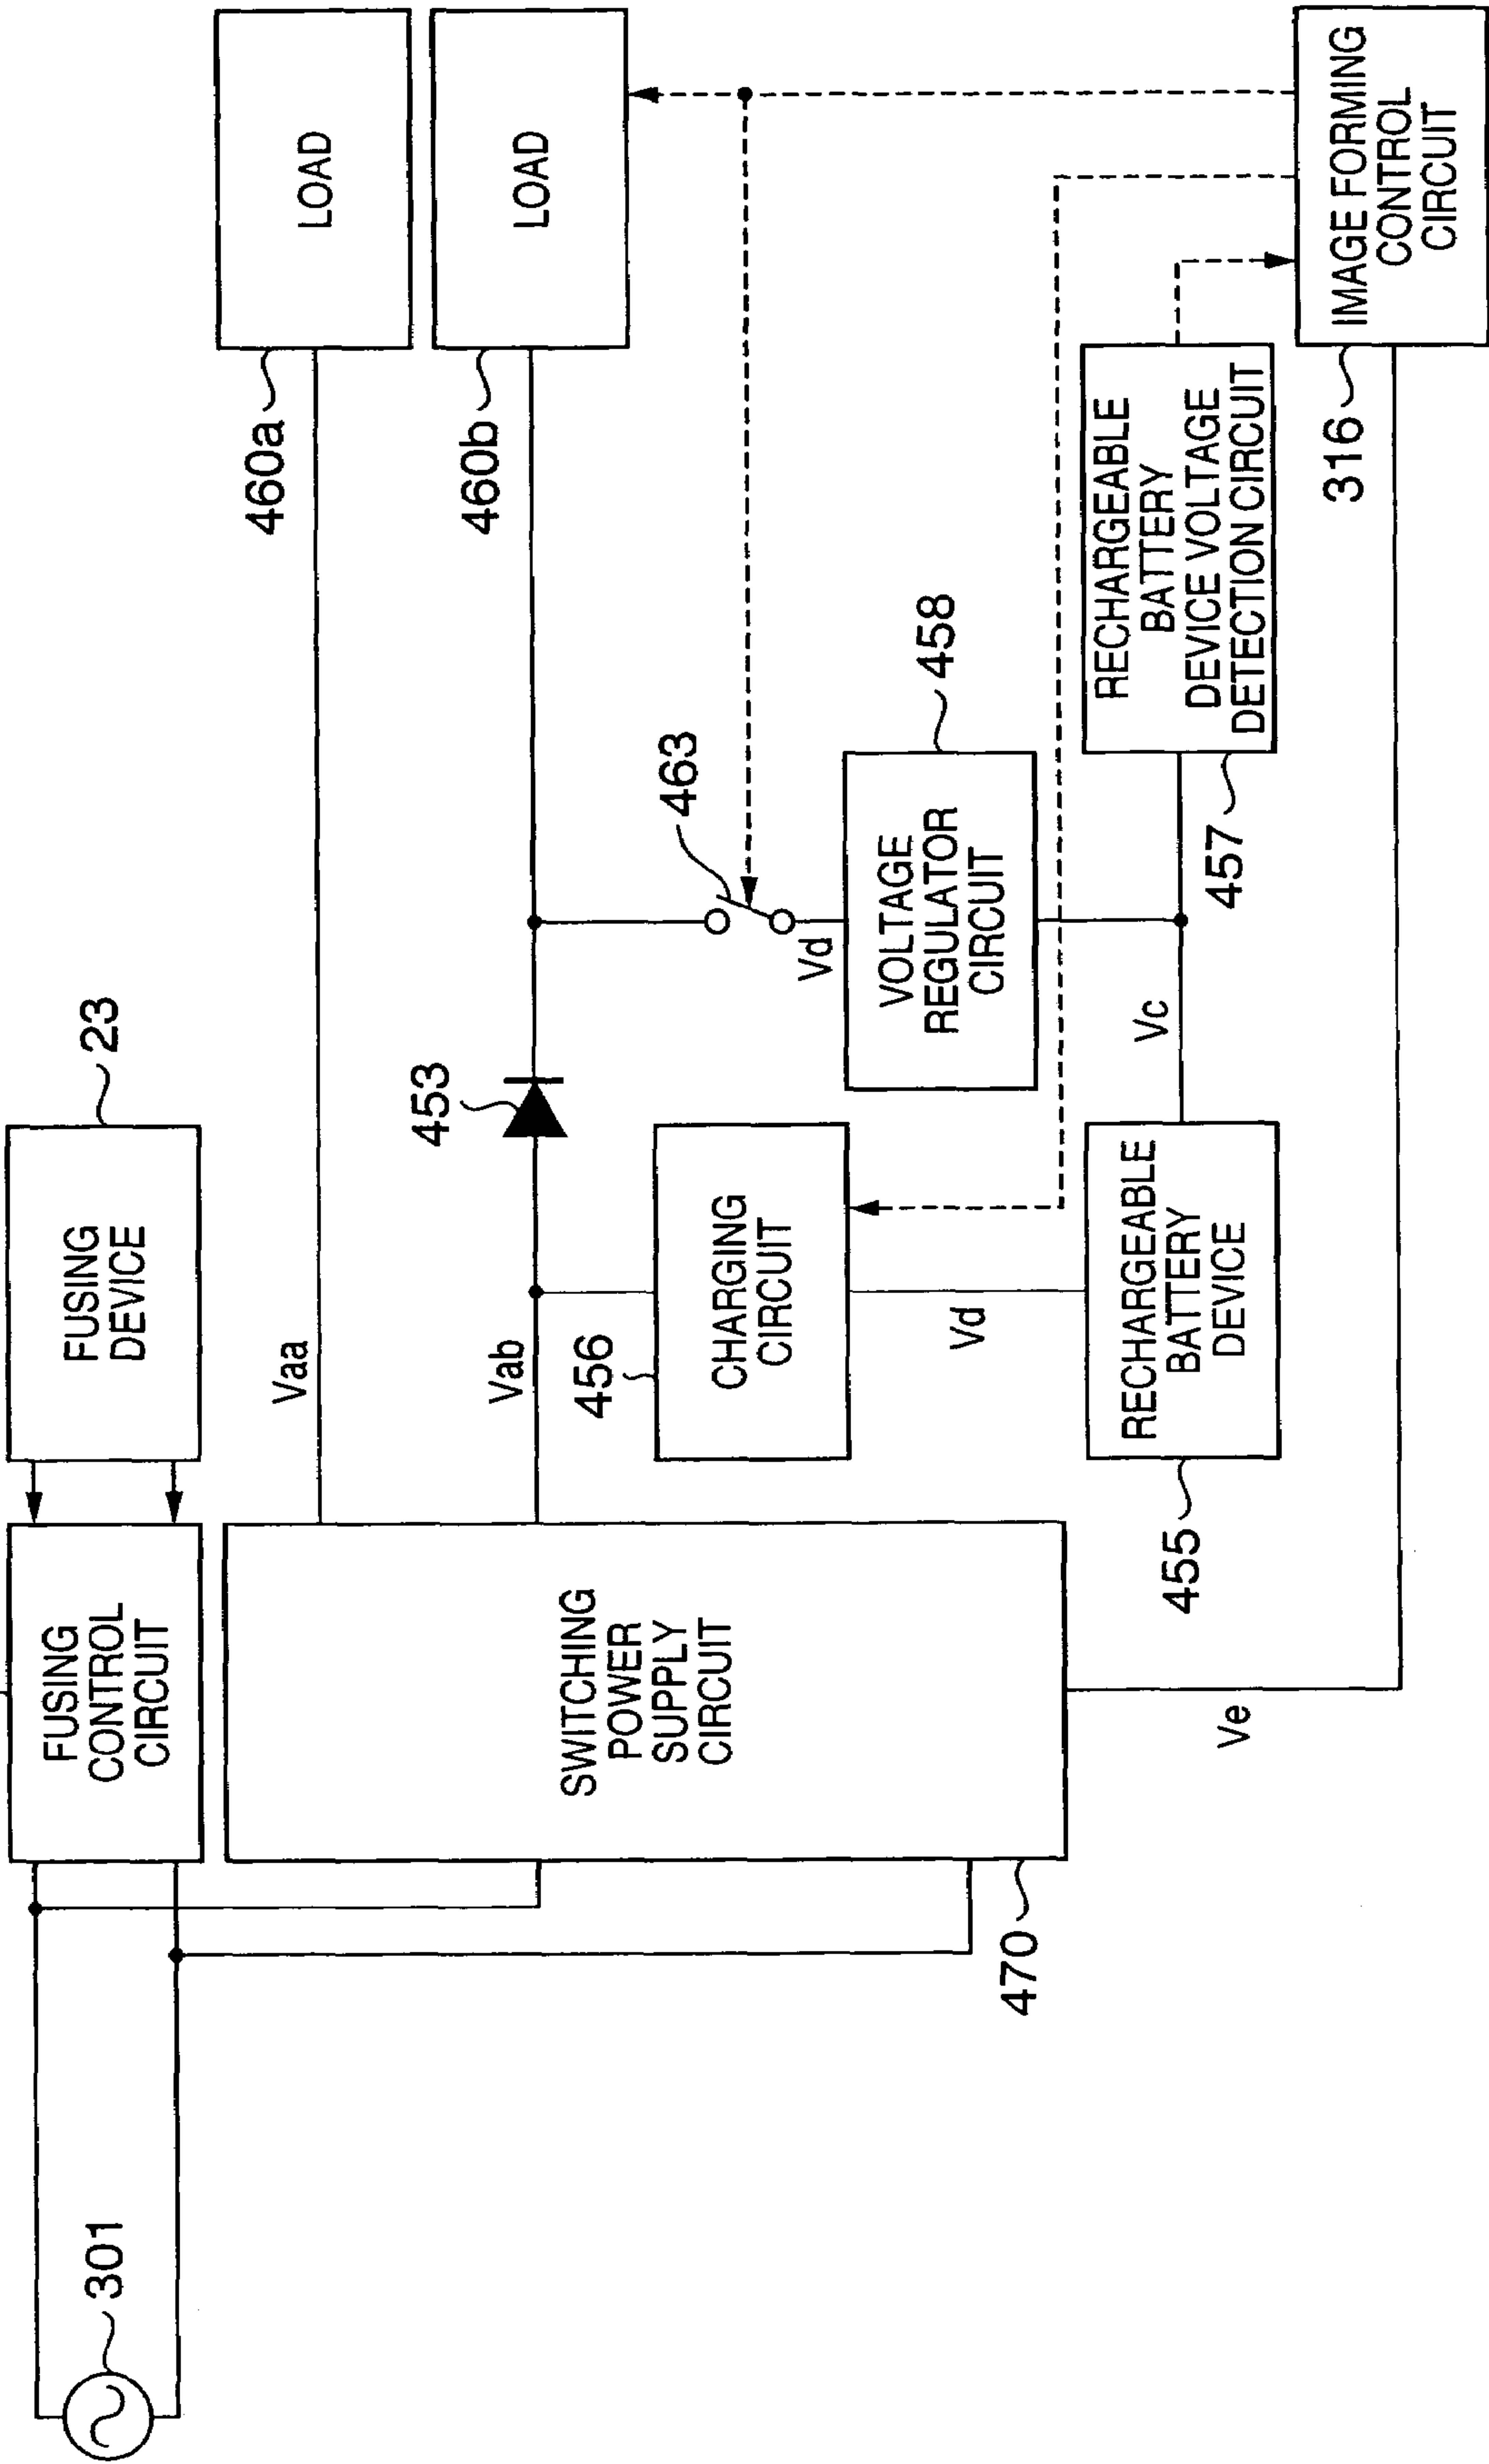 301
FUSING
CONTROL
CIRCUIT
FUSING
DEVICE
23
SWITCHING
POWER
SUPPLY
CIRCUIT
470
Vaa
460a
LOAD
Vab
453
460b
LOAD
456
CHARGING
CIRCUIT
463
Vd
VOLTAGE
REGULATOR
CIRCUIT
458
Vd
RECHARGEABLE
BATTERY
DEVICE
455
Vc
RECHARGEABLE
BATTERY
DEVICE VOLTAGE
DETECTION CIRCUIT
457
Ve
316
IMAGE FORMING
CONTROL
CIRCUIT